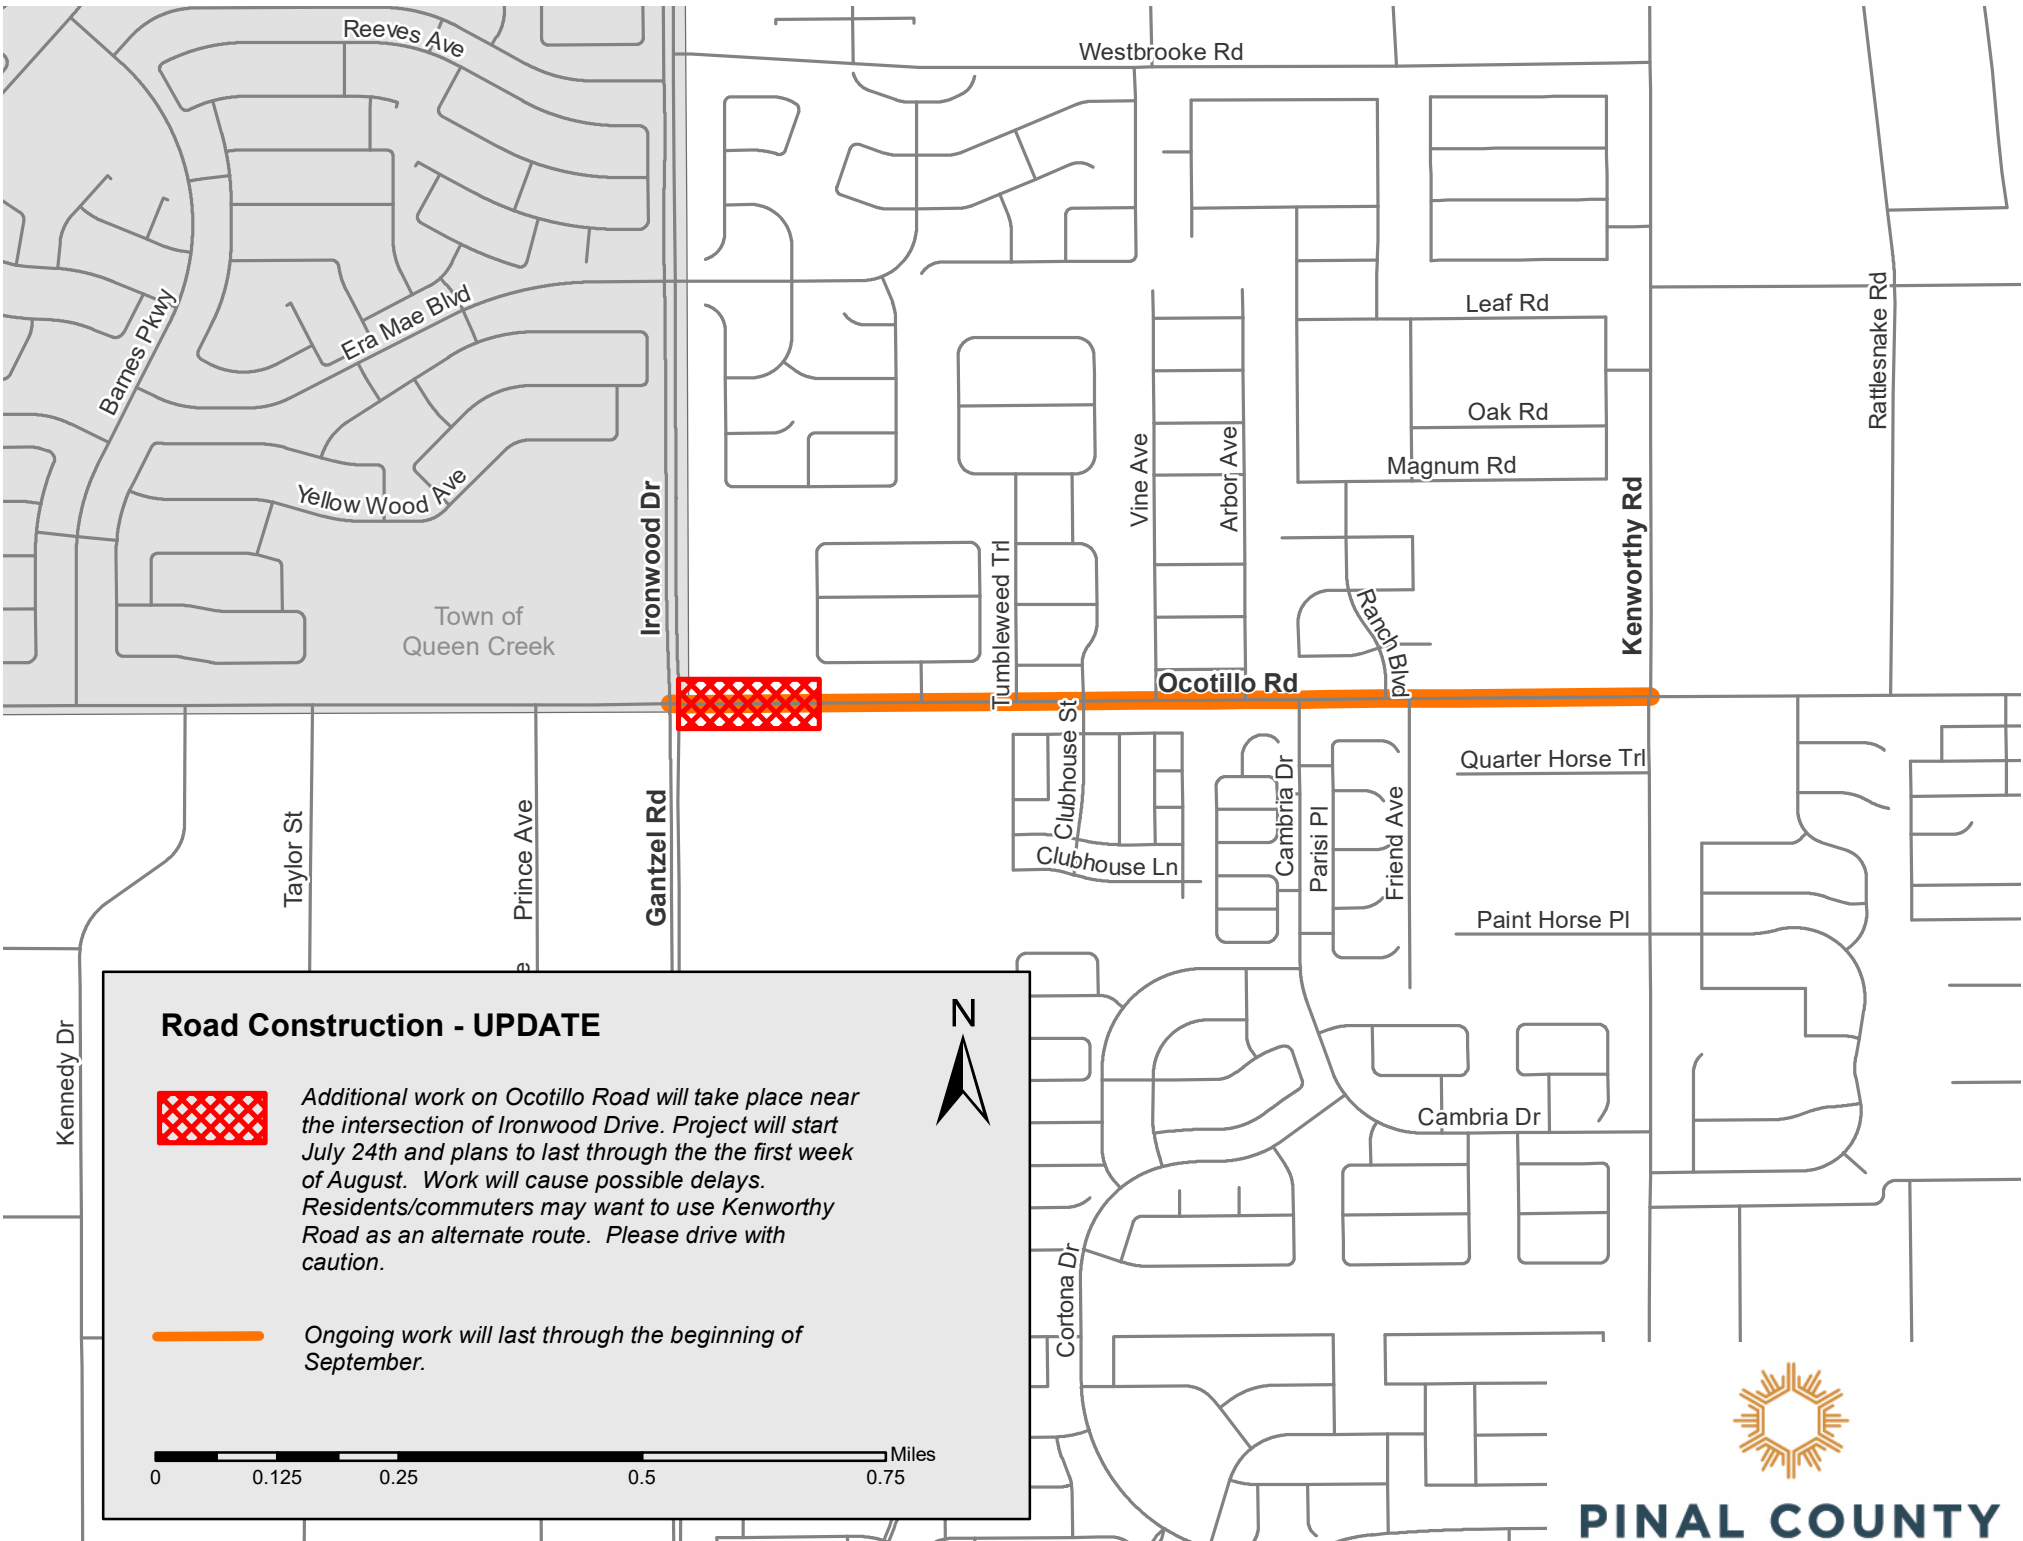 Reeves Ave
Westbrooke Rd
Barnes Pkwy
Era Mae Blvd
Leaf Rd
Rattlesnake Rd
Oak Rd
Magnum Rd
Vine Ave
Arbor Ave
Yellow Wood Ave
Ironwood Dr
Kenworthy Rd
Tumbleweed Trl
Ranch Blvd
Town of
Queen Creek
Ocotillo Rd
Clubhouse St
Quarter Horse Trl
Taylor St
Prince Ave
Gantzel Rd
Cambria Dr
Parisi Pl
Friend Ave
Clubhouse Ln
Paint Horse Pl
Kennedy Dr
Cambria Dr
Cortona Dr
Road Construction - UPDATE
N
Additional work on Ocotillo Road will take place near
the intersection of Ironwood Drive. Project will start
July 24th and plans to last through the the first week
of August.  Work will cause possible delays.
Residents/commuters may want to use Kenworthy
Road as an alternate route.  Please drive with
caution.
Ongoing work will last through the beginning of
September.
Miles
0 0.125 0.25 0.5 0.75
PINAL COUNTY